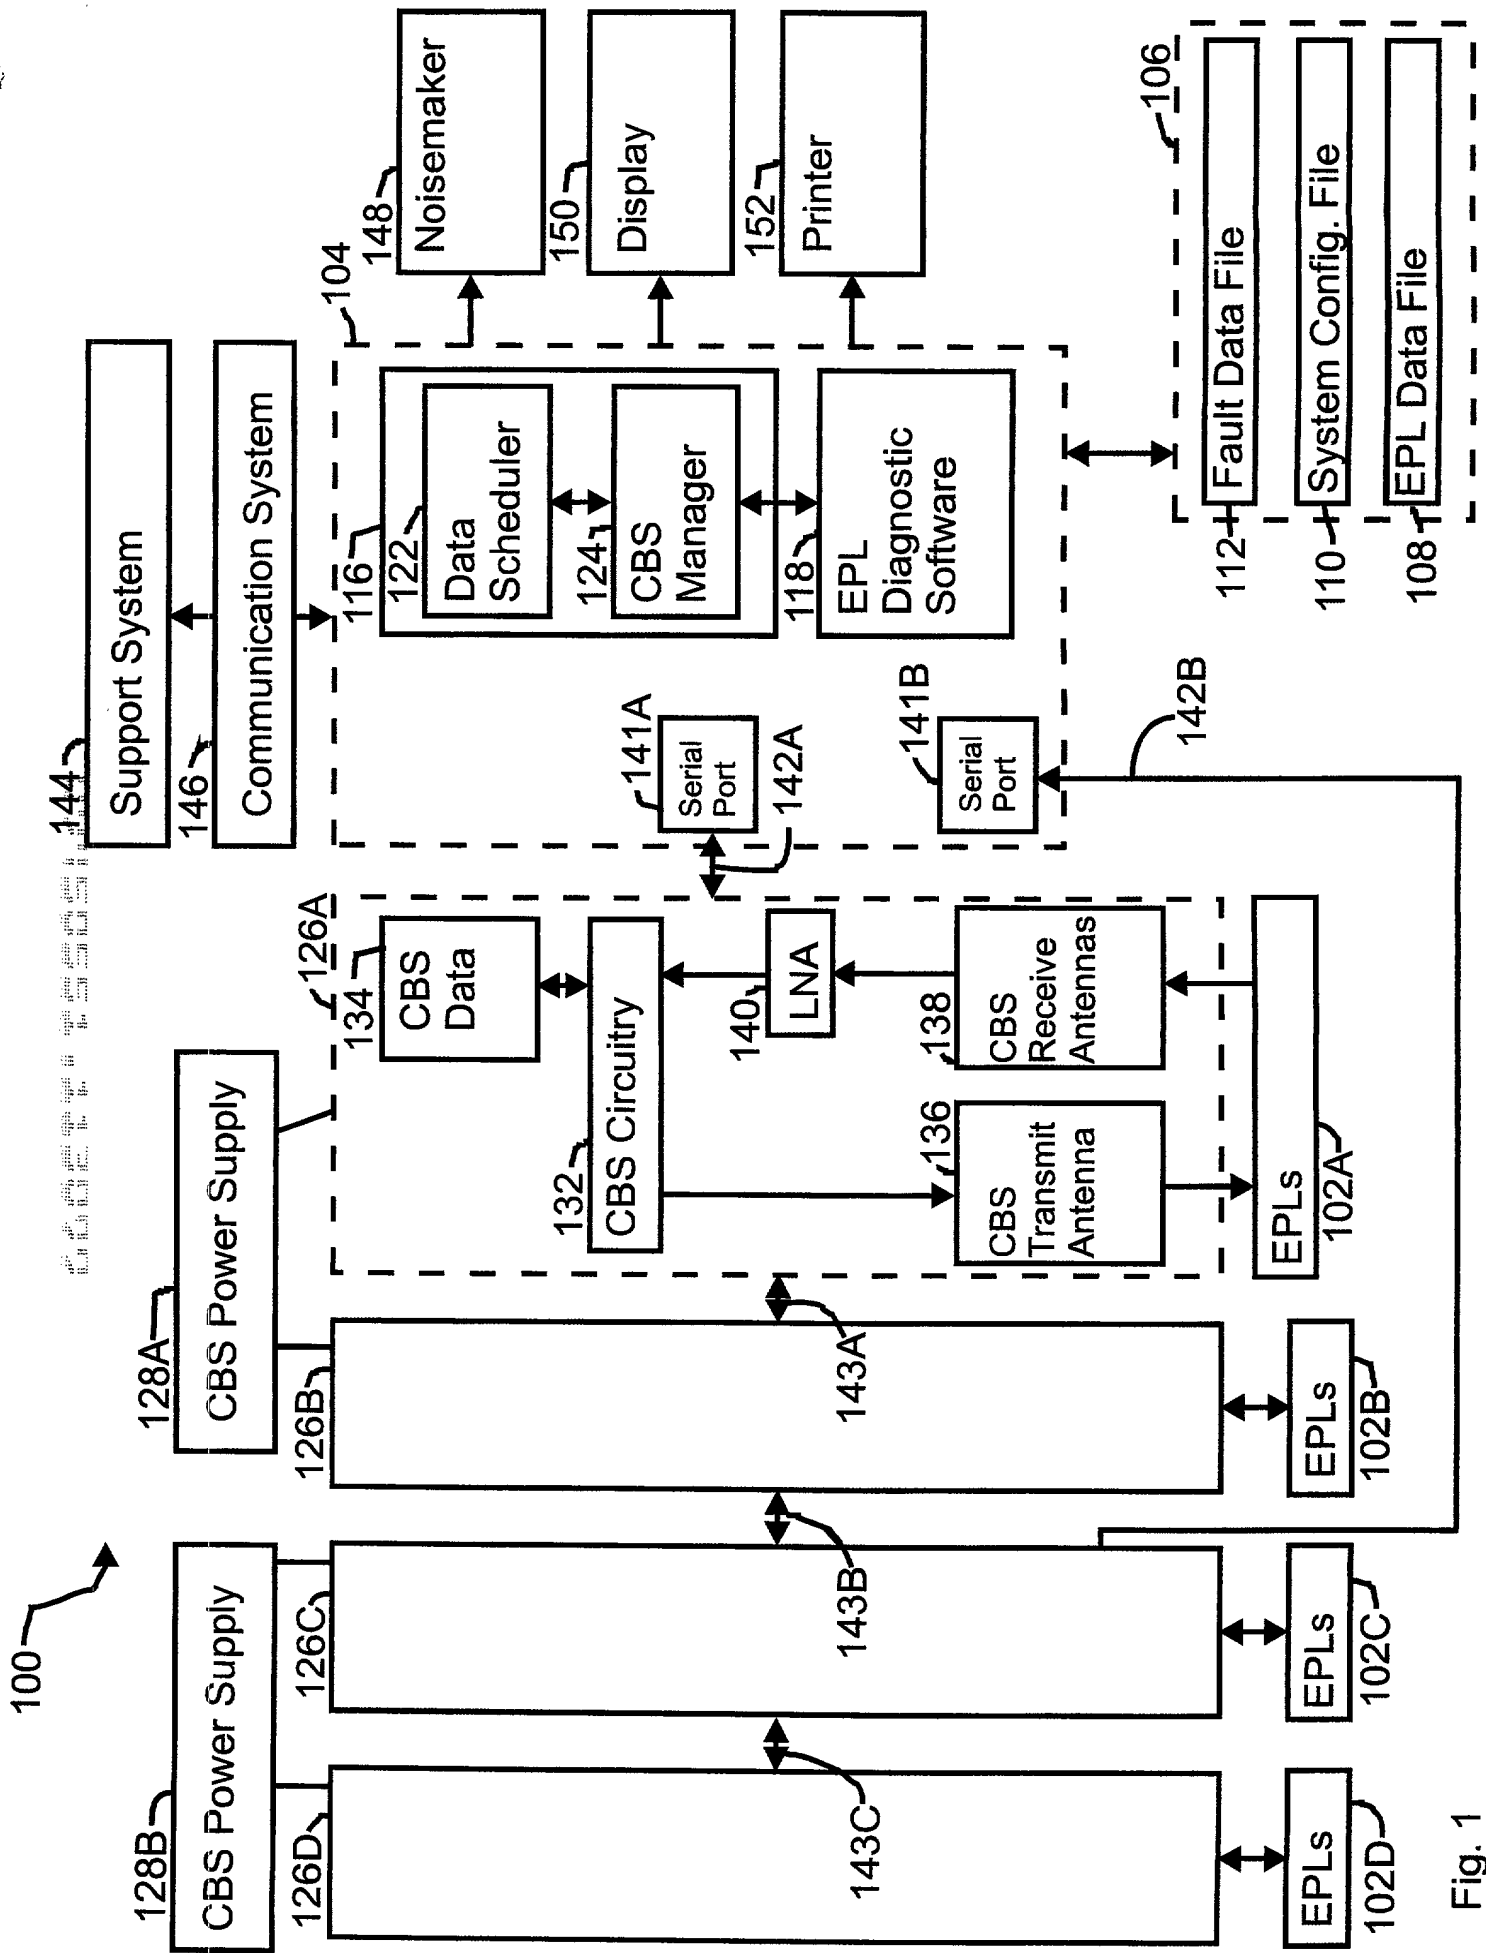 100
128B
CBS Power Supply
128A
CBS Power Supply
144
Support System
146
Communication System
126D
126C
126B
126A
134
CBS
Data
132
CBS Circuitry
140
LNA
136
CBS
Transmit
Antenna
138
CBS
Receive
Antennas
143C
143B
143A
EPLs
102D
EPLs
102C
EPLs
102B
EPLs
102A
104
116
122
Data
Scheduler
124
CBS
Manager
118
EPL
Diagnostic
Software
141A
Serial
Port
142A
141B
Serial
Port
142B
148
Noisemaker
150
Display
152
Printer
106
Fault Data File
112
System Config. File
110
EPL Data File
108
Fig. 1